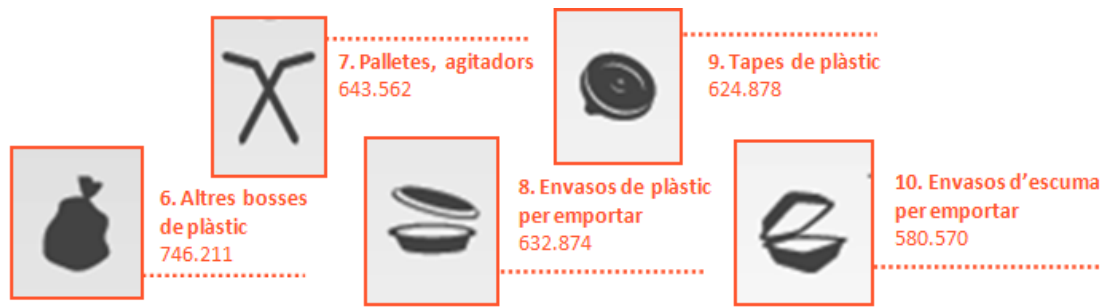 6. Altres bosses
de plàstic
746.211
7. Palletes, agitadors
643.562
8. Envasos de plàstic
per emportar
632.874
9. Tapes de plàstic
624.878
10. Envasos d’escuma
per emportar
580.570